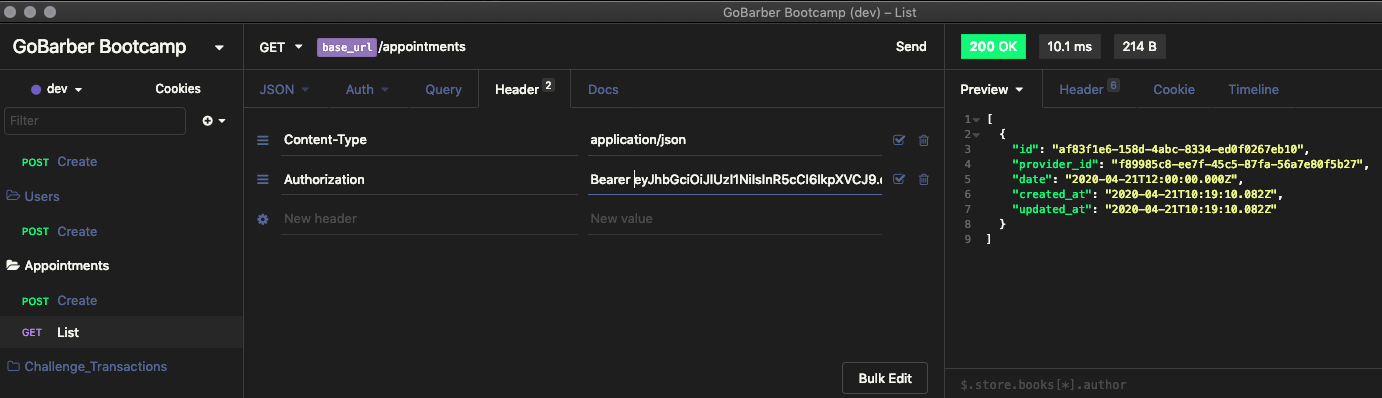 GoBarber Bootcamp (dev) – List
GoBarber Bootcamp
dev
Cookies
Filter
POST Create
Users
POST Create
Appointments
POST Create
GET List
Challenge_Transactions
GET base_url/appointments Send
JSON Auth Query Header 2 Docs
Content-Type application/json
Authorization Bearer eyJhbGciOiJIUzI1NiIsInR5cCI6IkpXVCJ9.
New header New value
Bulk Edit
200 OK 10.1 ms 214 B
Preview Header 6 Cookie Timeline
1 [
2 {
3 "id": "af83f1e6-158d-4abc-8334-ed0f0267eb10",
4 "provider_id": "f89985c8-ee7f-45c5-87fa-56a7e80f5b27",
5 "date": "2020-04-21T12:00:00.000Z",
6 "created_at": "2020-04-21T10:19:10.082Z",
7 "updated_at": "2020-04-21T10:19:10.082Z"
8 }
9 ]
$.store.books[*].author